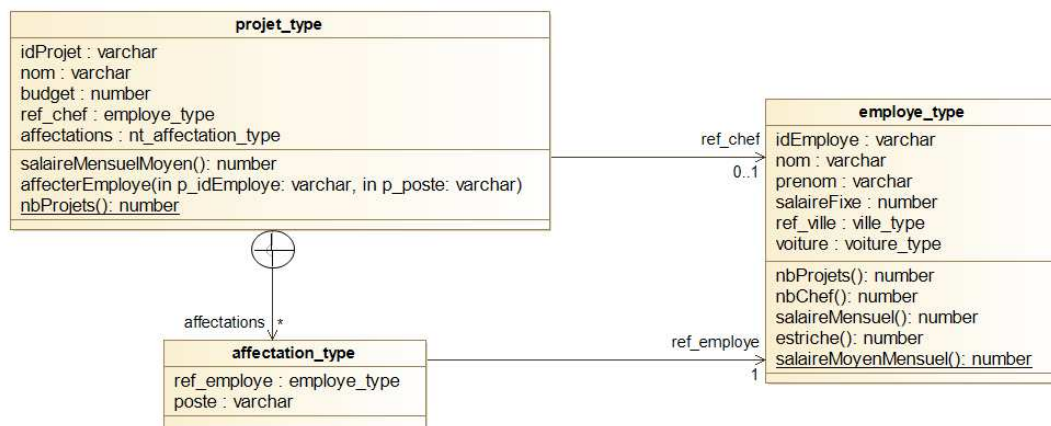 projet_type
idProjet : varchar
nom : varchar
budget : number
ref_chef : employe_type
affectations : nt_affectation_type
salaireMensuelMoyen(): number
affecterEmploye(in p_idEmploye: varchar, in p_poste: varchar)
nbProjets(): number
ref_chef
0..1
employe_type
idEmploye : varchar
nom : varchar
prenom : varchar
salaireFixe : number
ref_ville : ville_type
voiture : voiture_type
nbProjets(): number
nbChef(): number
salaireMensuel(): number
estriche(): number
salaireMoyenMensuel(): number
affectations *
affectation_type
ref_employe : employe_type
poste : varchar
ref_employe
1